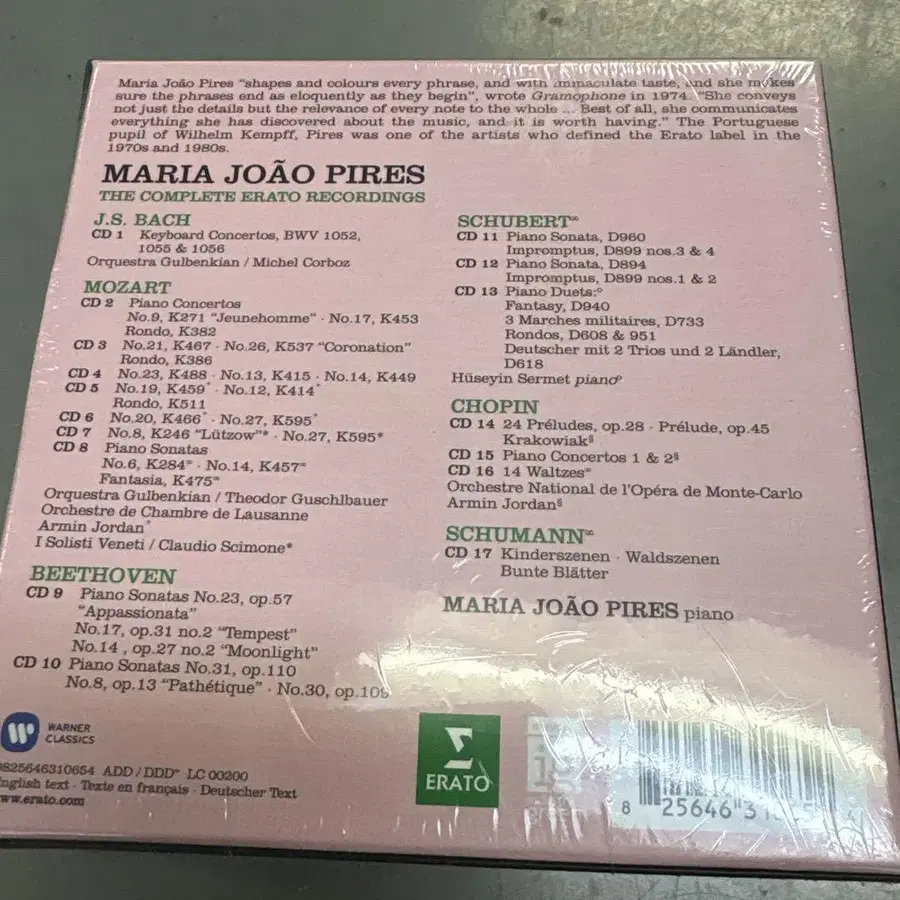 Maria João Pires "shapes and colours every phrase, and with immaculate taste, and she makes
sure the phrases end as eloquently as they begin", wrote Gramophone in 1974. "She conveys
not just the details but the relevance of every note to the whole ... Best of all, she communicates
everything she has discovered about the music, and it is worth having." The Portuguese
pupil of Wilhelm Kempff, Pires was one of the artists who defined the Erato label in the
1970s and 1980s.
MARIA JOÃO PIRES
THE COMPLETE ERATO RECORDINGS
J.S. BACH
CD 1 Keyboard Concertos, BWV 1052,
1055 & 1056
Orquestra Gulbenkian / Michel Corboz
MOZART
CD 2 Piano Concertos
No.9, K271 "Jeunehomme" · No.17, K453
Rondo, K382
CD 3 No.21, K467 · No.26, K537 "Coronation"
Rondo, K386
CD 4 No.23, K488 · No.13, K415 · No.14, K449
CD 5 No.19, K459⁺ · No.12, K414⁺
Rondo, K511
CD 6 No.20, K466⁺ · No.27, K595⁺
CD 7 No.8, K246 "Lützow"* · No.27, K595*
CD 8 Piano Sonatas
No.6, K284∞ · No.14, K457∞
Fantasia, K475∞
Orquestra Gulbenkian / Theodor Guschlbauer
Orchestre de Chambre de Lausanne
Armin Jordan⁺
I Solisti Veneti / Claudio Scimone*
BEETHOVEN
CD 9 Piano Sonatas No.23, op.57
"Appassionata"
No.17, op.31 no.2 "Tempest"
No.14 , op.27 no.2 "Moonlight"
CD 10 Piano Sonatas No.31, op.110
No.8, op.13 "Pathétique" · No.30, op.109
SCHUBERT∞
CD 11 Piano Sonata, D960
Impromptus, D899 nos.3 & 4
CD 12 Piano Sonata, D894
Impromptus, D899 nos.1 & 2
CD 13 Piano Duets:°
Fantasy, D940
3 Marches militaires, D733
Rondos, D608 & 951
Deutscher mit 2 Trios und 2 Ländler,
D618
Hüseyin Sermet piano°
CHOPIN
CD 14 24 Préludes, op.28 · Prélude, op.45
Krakowiak§
CD 15 Piano Concertos 1 & 2§
CD 16 14 Waltzes∞
Orchestre National de l'Opéra de Monte-Carlo
Armin Jordan§
SCHUMANN∞
CD 17 Kinderszenen · Waldszenen
Bunte Blätter
MARIA JOÃO PIRES piano
WARNER
CLASSICS
0825646310654 ADD / DDD∞ LC 00200
English text · Texte en français · Deutscher Text
www.erato.com
ERATO
8 25646 3